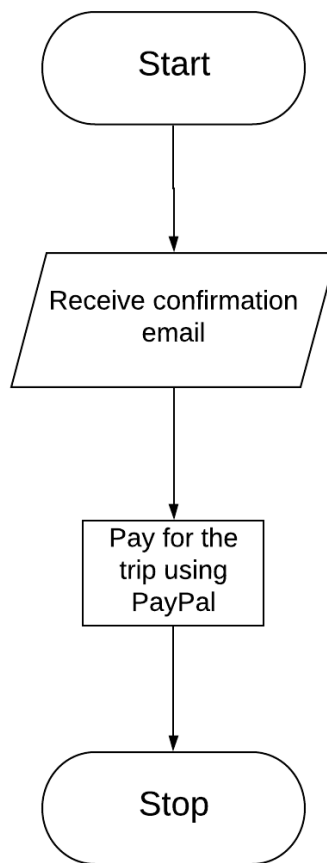 Start
Receive confirmation
email
Pay for the
trip using
PayPal
Stop